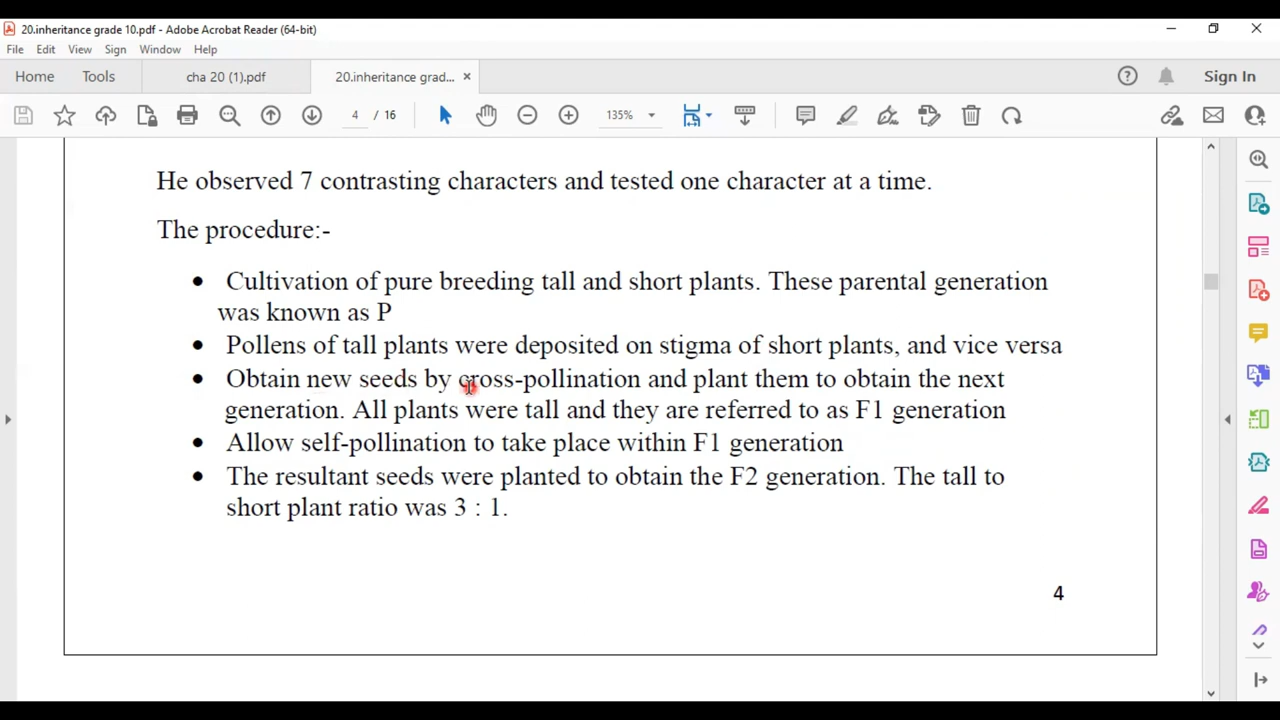 20.inheritance grade 10.pdf - Adobe Acrobat Reader (64-bit)
File Edit View Sign Window Help
Home Tools cha 20 (1).pdf 20.inheritance grad... × Sign In
4 / 16 135%
He observed 7 contrasting characters and tested one character at a time.
The procedure:-
• Cultivation of pure breeding tall and short plants. These parental generation
was known as P
• Pollens of tall plants were deposited on stigma of short plants, and vice versa
• Obtain new seeds by cross-pollination and plant them to obtain the next
generation. All plants were tall and they are referred to as F1 generation
• Allow self-pollination to take place within F1 generation
• The resultant seeds were planted to obtain the F2 generation. The tall to
short plant ratio was 3 : 1.
4